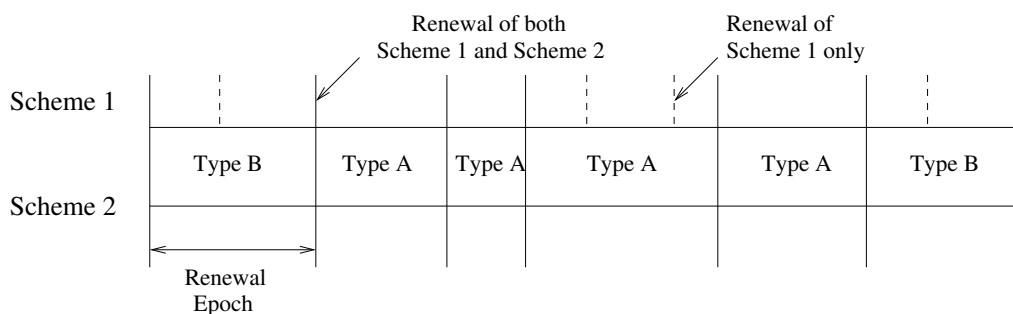 Renewal of both
Scheme 1 and Scheme 2
Renewal of
Scheme 1 only
Scheme 1
Type B
Type A
Type A
Type A
Type A
Type B
Scheme 2
Renewal
Epoch